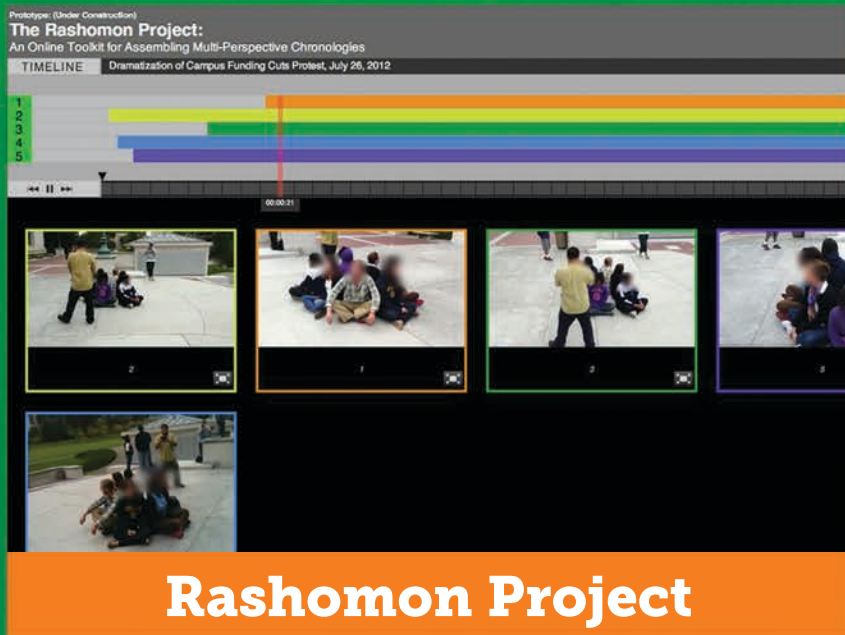 Prototype: (Under Construction)
The Rashomon Project:
An Online Toolkit for Assembling Multi-Perspective Chronologies
TIMELINE Dramatization of Campus Funding Cuts Protest, July 26, 2012
1
2
3
4
5
00:00:21
2 1 3 5
Rashomon Project